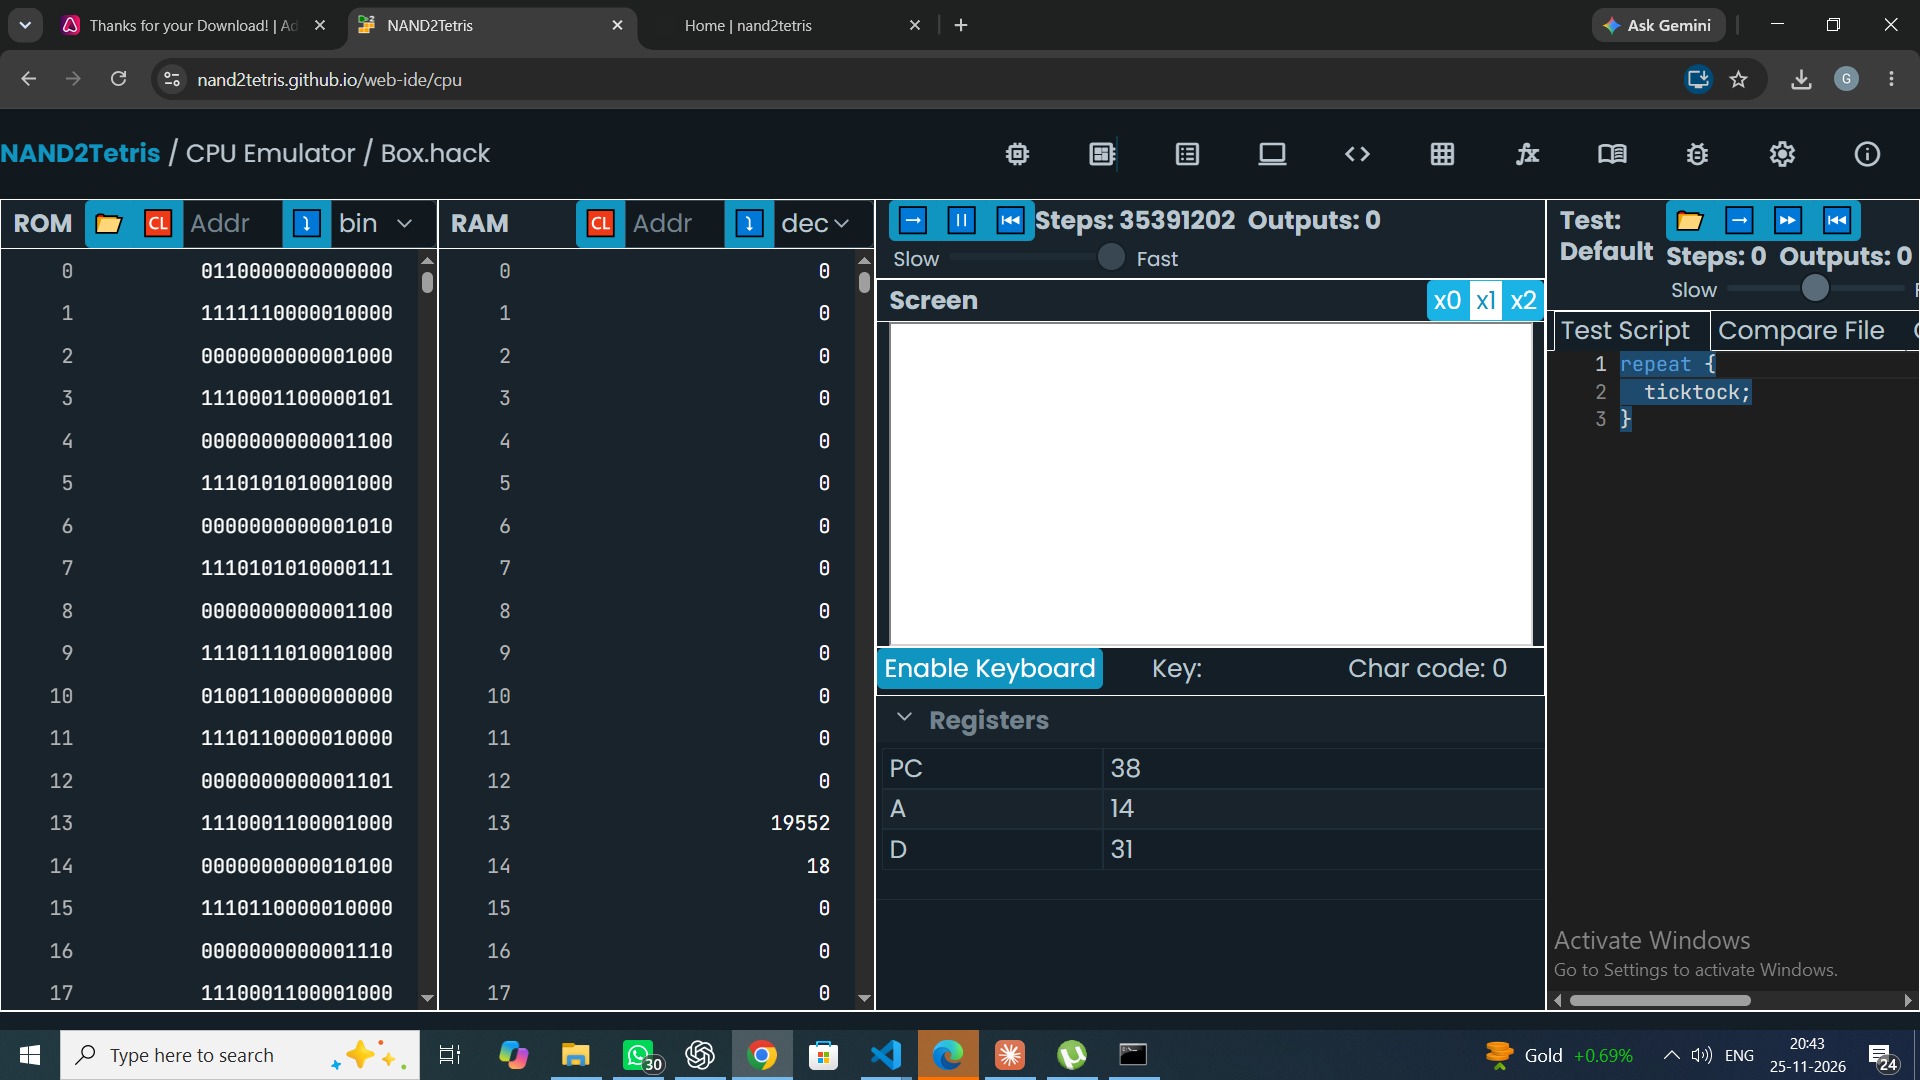 Thanks for your Download! | Ad
NAND2Tetris
Home | nand2tetris
Ask Gemini
nand2tetris.github.io/web-ide/cpu
G
NAND2Tetris / CPU Emulator / Box.hack
ROM CL Addr bin
0 0110000000000000
1 1111110000010000
2 0000000000001000
3 1110001100000101
4 0000000000001100
5 1110101010001000
6 0000000000001010
7 1110101010000111
8 0000000000001100
9 1110111010001000
10 0100110000000000
11 1110110000010000
12 0000000000001101
13 1110001100001000
14 0000000000010100
15 1110110000010000
16 0000000000001110
17 1110001100001000
RAM CL Addr dec
0 0
1 0
2 0
3 0
4 0
5 0
6 0
7 0
8 0
9 0
10 0
11 0
12 0
13 19552
14 18
15 0
16 0
17 0
Steps: 35391202 Outputs: 0
Slow Fast
Screen x0 x1 x2
Enable Keyboard Key: Char code: 0
Registers
PC 38
A 14
D 31
Test:
Default
Steps: 0 Outputs: 0
Slow
Test Script Compare File
1 repeat {
2 ticktock;
3 }
Activate Windows
Go to Settings to activate Windows.
Type here to search
30
Gold +0.69%
ENG
20:43
25-11-2026
24